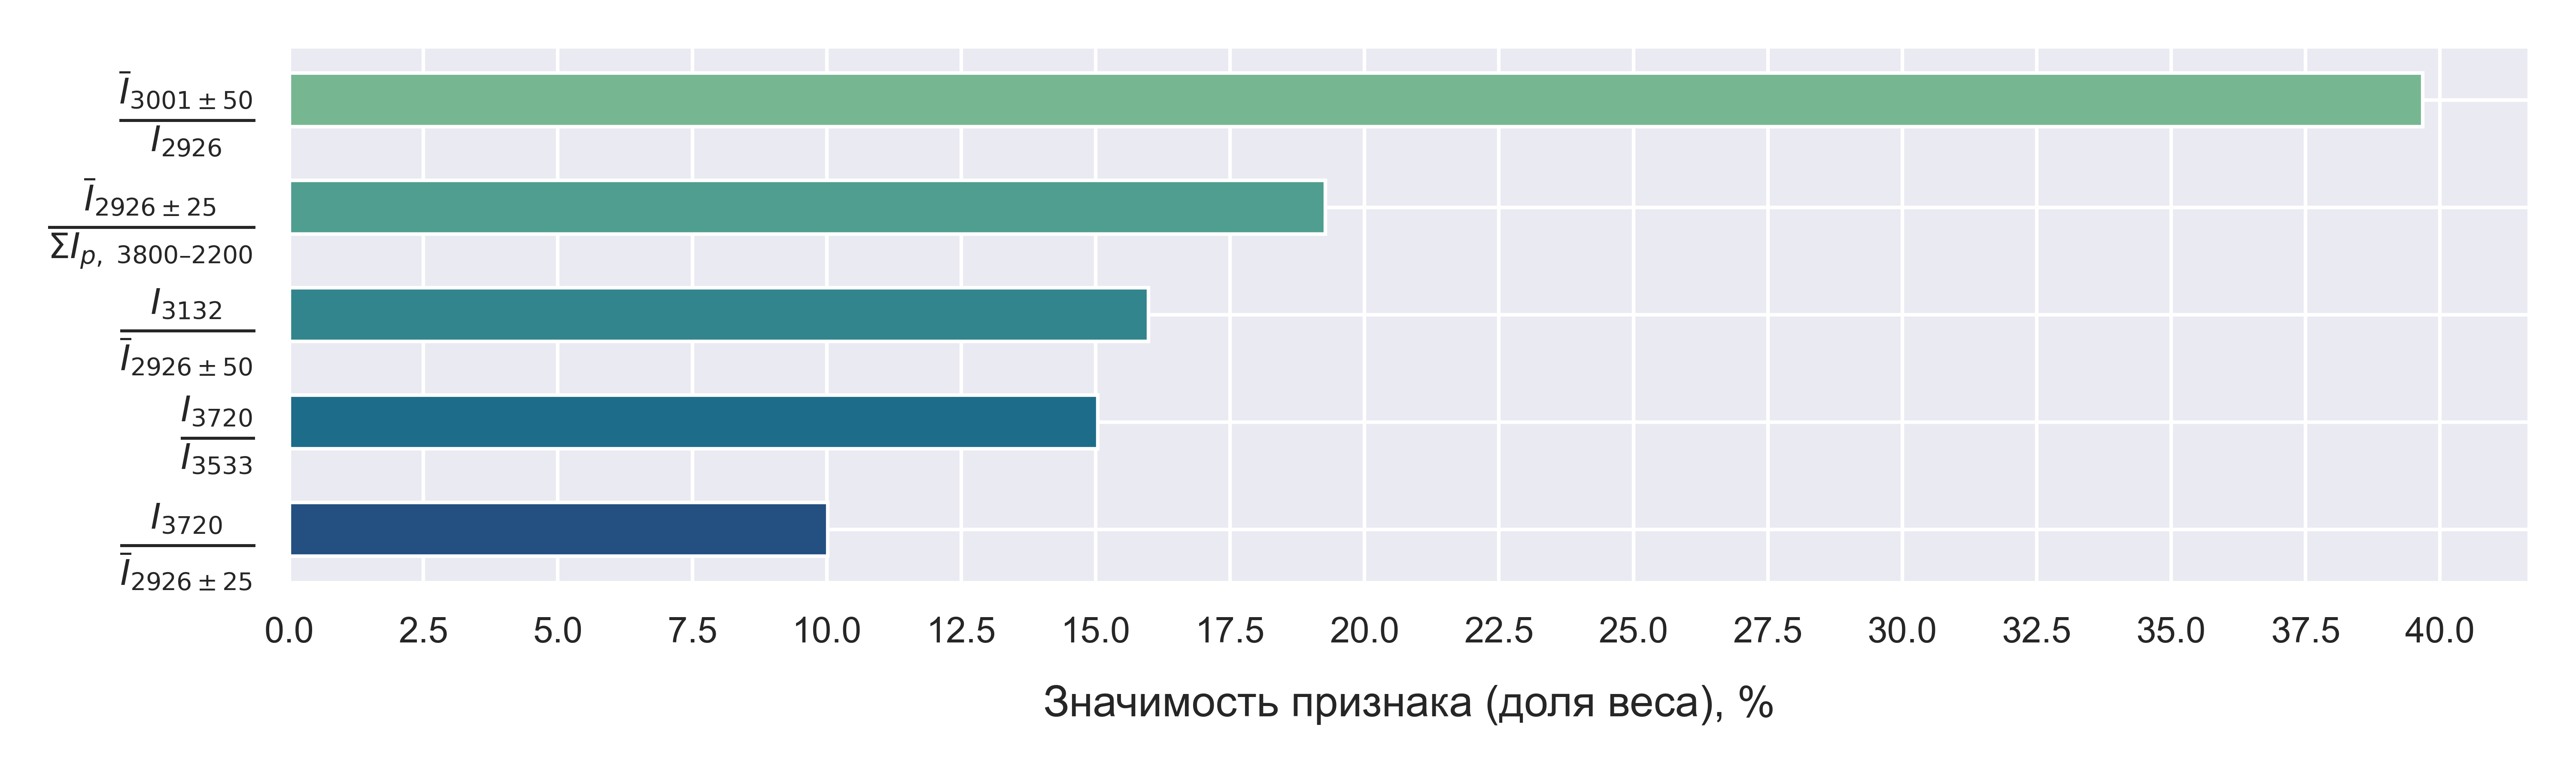 Ī₃₀₀₁ ± ₅₀
I₂₉₂₆
Ī₂₉₂₆ ± ₂₅
ΣIₚ, ₃₈₀₀–₂₂₀₀
I₃₁₃₂
Ī₂₉₂₆ ± ₅₀
I₃₇₂₀
I₃₅₃₃
I₃₇₂₀
Ī₂₉₂₆ ± ₂₅
0.0 2.5 5.0 7.5 10.0 12.5 15.0 17.5 20.0 22.5 25.0 27.5 30.0 32.5 35.0 37.5 40.0
Значимость признака (доля веса), %